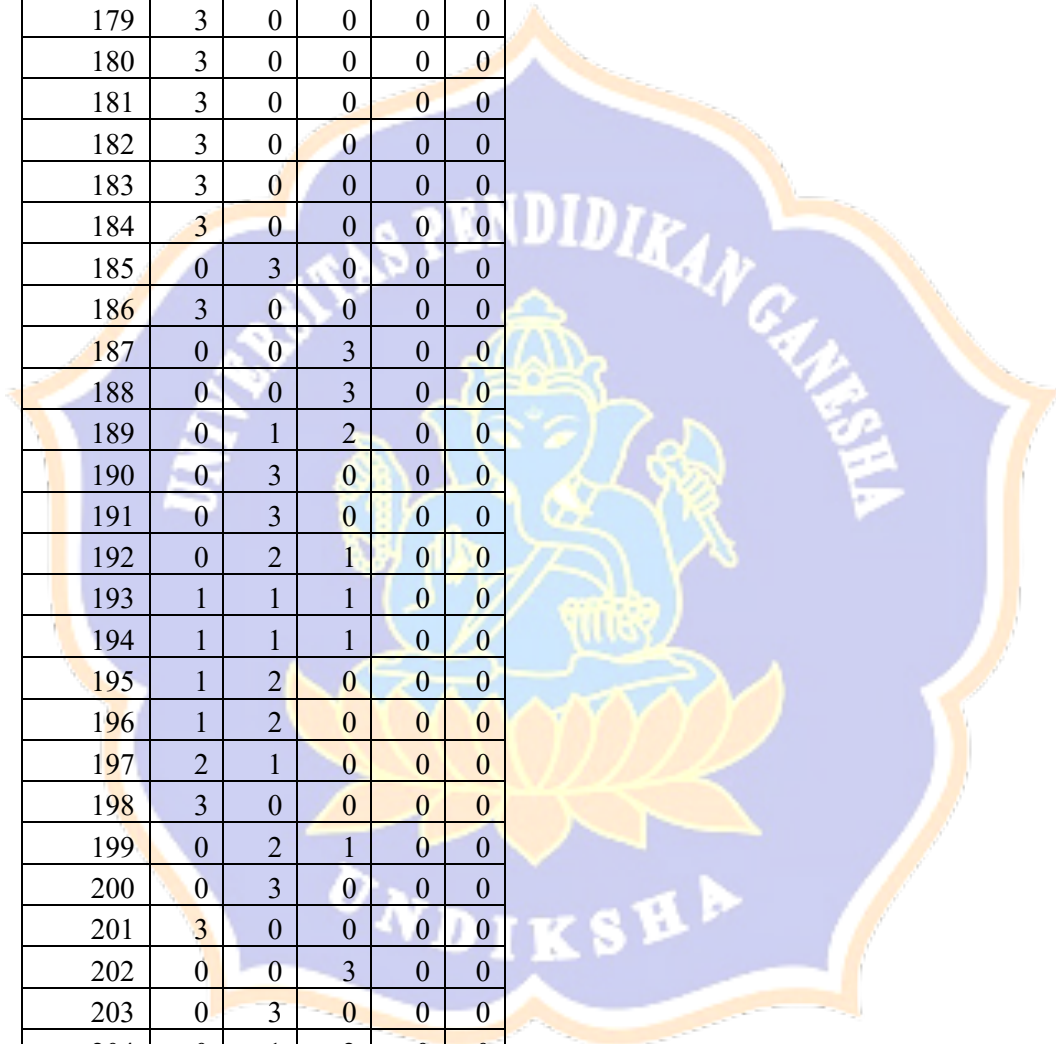 179 3 0 0 0 0
180 3 0 0 0 0
181 3 0 0 0 0
182 3 0 0 0 0
183 3 0 0 0 0
184 3 0 0 0 0
185 0 3 0 0 0
186 3 0 0 0 0
187 0 0 3 0 0
188 0 0 3 0 0
189 0 1 2 0 0
190 0 3 0 0 0
191 0 3 0 0 0
192 0 2 1 0 0
193 1 1 1 0 0
194 1 1 1 0 0
195 1 2 0 0 0
196 1 2 0 0 0
197 2 1 0 0 0
198 3 0 0 0 0
199 0 2 1 0 0
200 0 3 0 0 0
201 3 0 0 0 0
202 0 0 3 0 0
203 0 3 0 0 0
UNIVERSITAS PENDIDIKAN GANESHA
UNDIKSHA